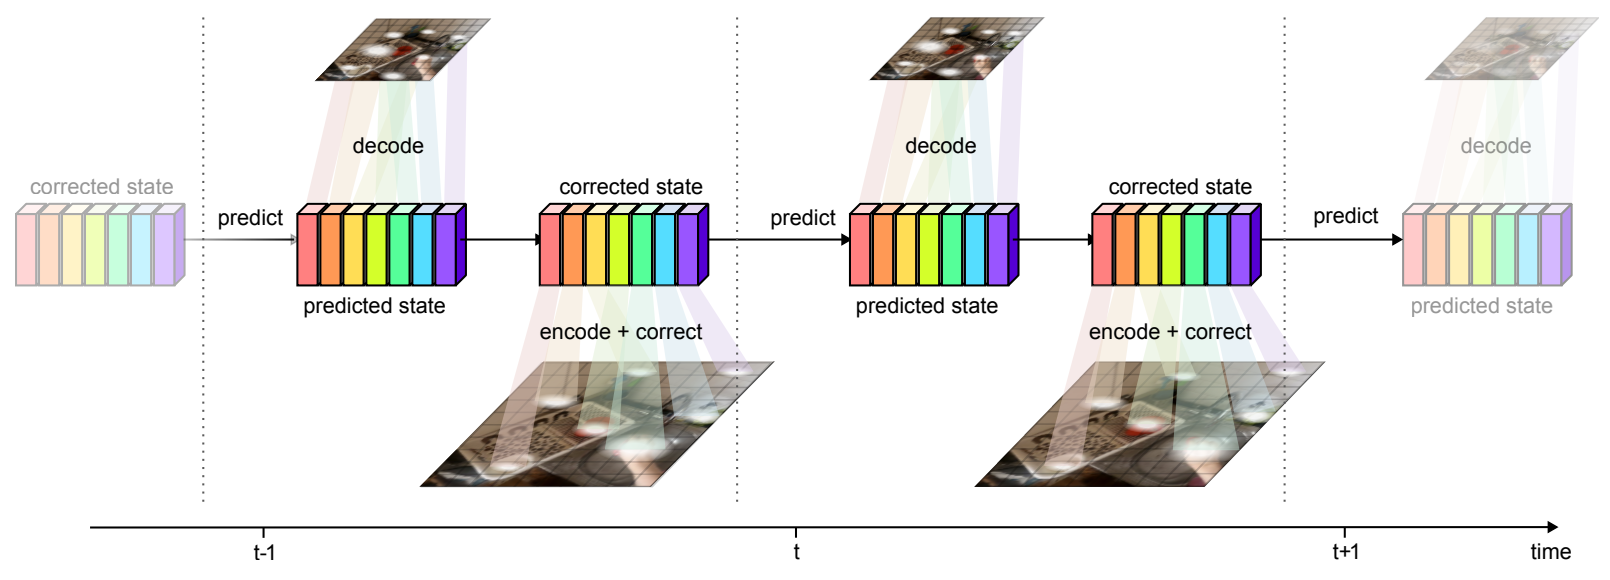 decode
decode
decode
corrected state
corrected state
corrected state
predict
predict
predict
predicted state
predicted state
predicted state
encode + correct
encode + correct
t-1
t
t+1
time